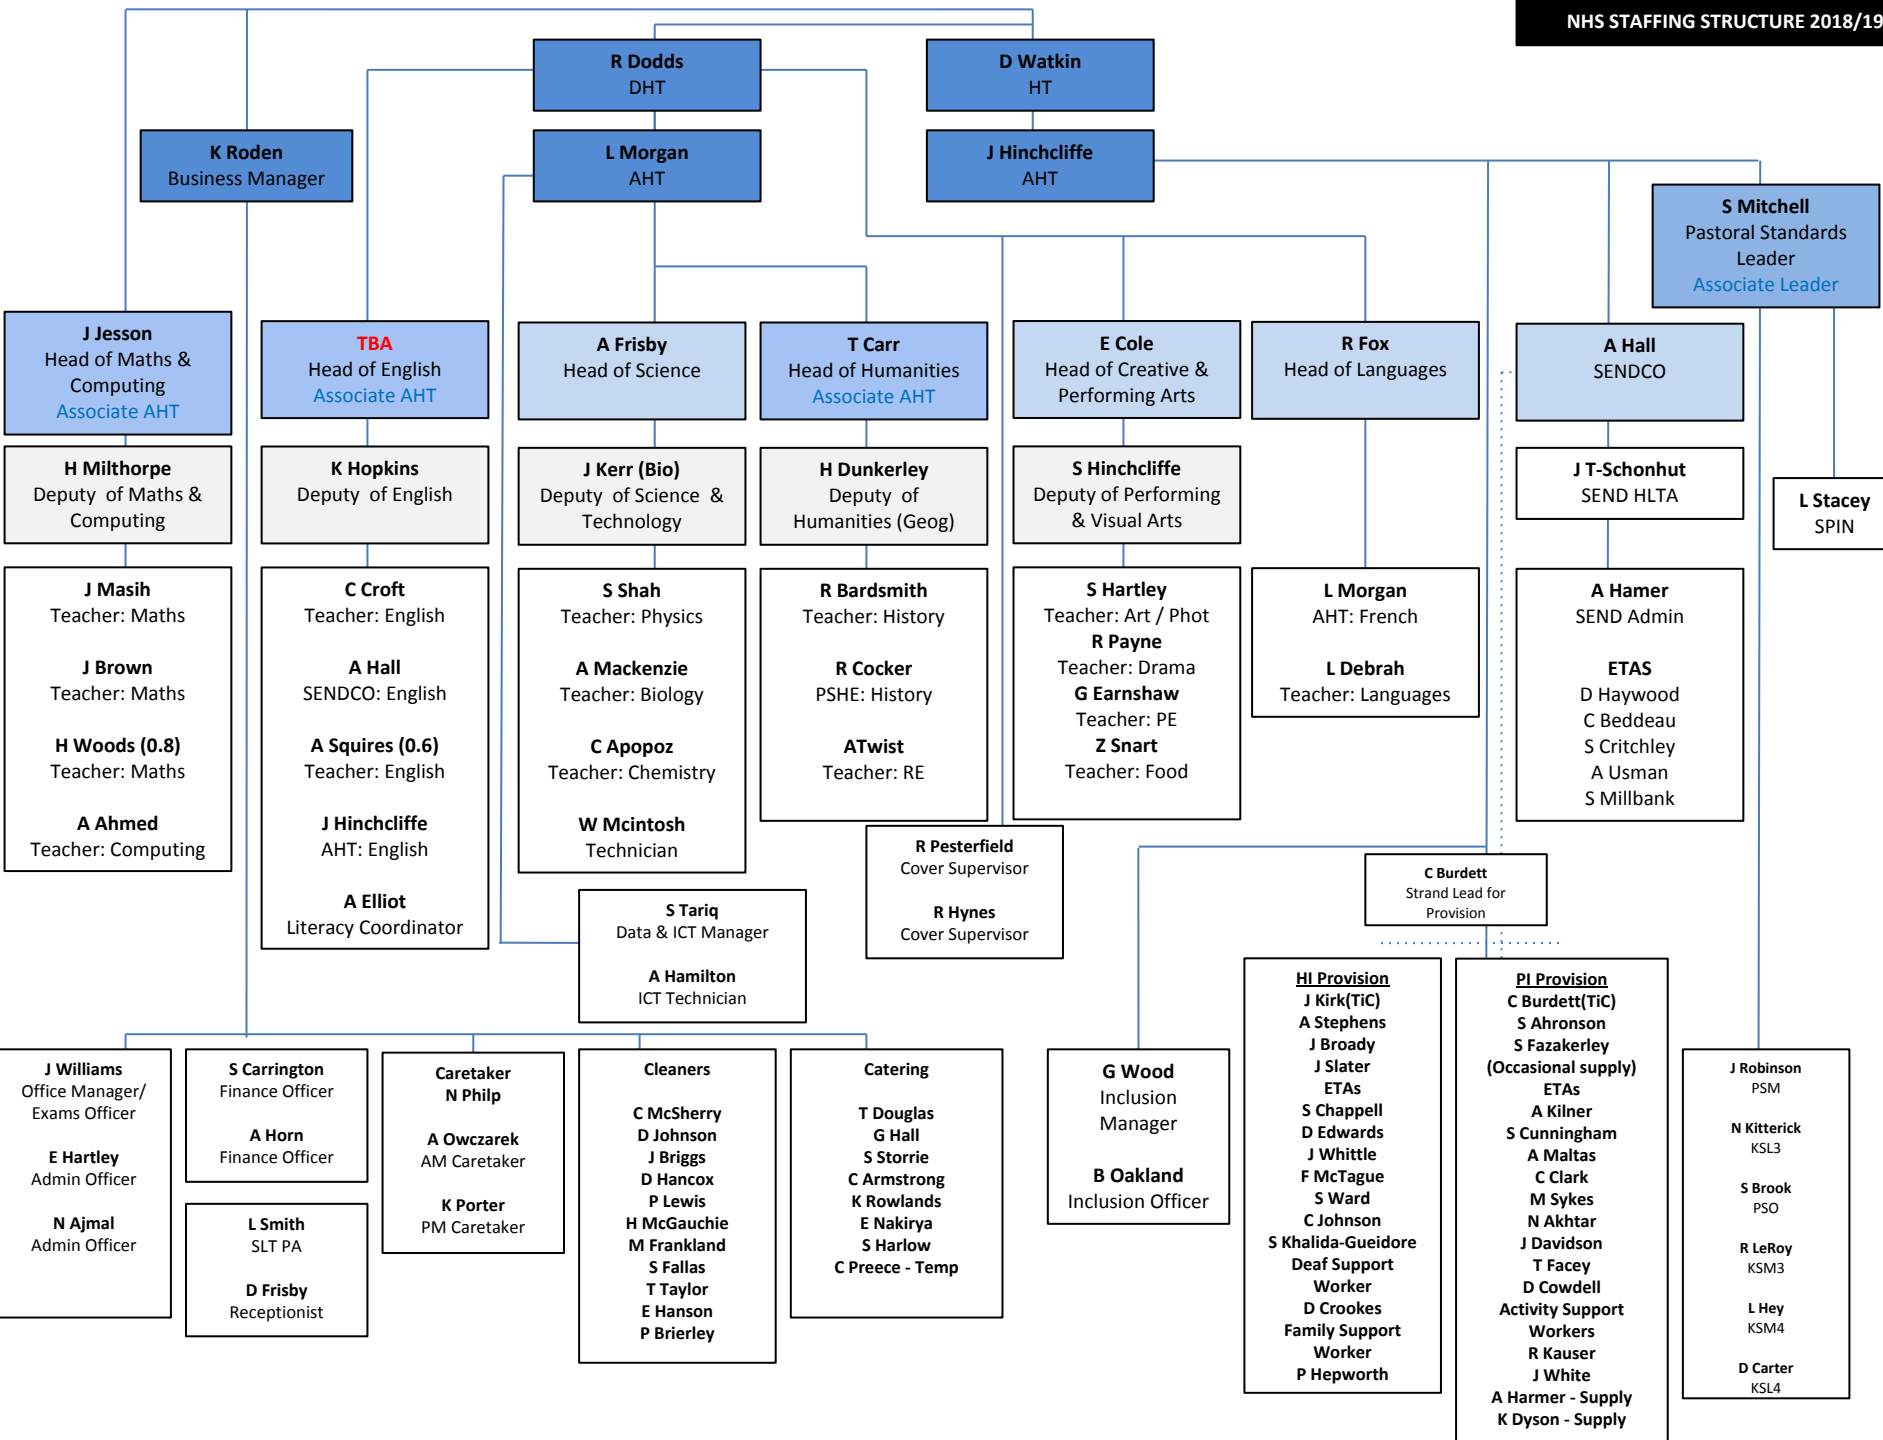 NHS STAFFING STRUCTURE 2018/19
R Dodds
DHT
D Watkin
HT
K Roden
Business Manager
L Morgan
AHT
J Hinchcliffe
AHT
S Mitchell
Pastoral Standards
Leader
Associate Leader
J Jesson
Head of Maths &
Computing
Associate AHT
TBA
Head of English
Associate AHT
A Frisby
Head of Science
T Carr
Head of Humanities
Associate AHT
E Cole
Head of Creative &
Performing Arts
R Fox
Head of Languages
A Hall
SENDCO
H Milthorpe
Deputy of Maths &
Computing
K Hopkins
Deputy of English
J Kerr (Bio)
Deputy of Science &
Technology
H Dunkerley
Deputy of
Humanities (Geog)
S Hinchcliffe
Deputy of Performing
& Visual Arts
J T-Schonhut
SEND HLTA
L Stacey
SPIN
J Masih
Teacher: Maths
J Brown
Teacher: Maths
H Woods (0.8)
Teacher: Maths
A Ahmed
Teacher: Computing
C Croft
Teacher: English
A Hall
SENDCO: English
A Squires (0.6)
Teacher: English
J Hinchcliffe
AHT: English
A Elliot
Literacy Coordinator
S Shah
Teacher: Physics
A Mackenzie
Teacher: Biology
C Apopoz
Teacher: Chemistry
W Mcintosh
Technician
R Bardsmith
Teacher: History
R Cocker
PSHE: History
ATwist
Teacher: RE
S Hartley
Teacher: Art / Phot
R Payne
Teacher: Drama
G Earnshaw
Teacher: PE
Z Snart
Teacher: Food
L Morgan
AHT: French
L Debrah
Teacher: Languages
A Hamer
SEND Admin
ETAS
D Haywood
C Beddeau
S Critchley
A Usman
S Millbank
R Pesterfield
Cover Supervisor
R Hynes
Cover Supervisor
C Burdett
Strand Lead for
Provision
S Tariq
Data & ICT Manager
A Hamilton
ICT Technician
J Williams
Office Manager/
Exams Officer
E Hartley
Admin Officer
N Ajmal
Admin Officer
S Carrington
Finance Officer
A Horn
Finance Officer
L Smith
SLT PA
D Frisby
Receptionist
Caretaker
N Philp
A Owczarek
AM Caretaker
K Porter
PM Caretaker
Cleaners
C McSherry
D Johnson
J Briggs
D Hancox
P Lewis
H McGauchie
M Frankland
S Fallas
T Taylor
E Hanson
P Brierley
Catering
T Douglas
G Hall
S Storrie
C Armstrong
K Rowlands
E Nakirya
S Harlow
C Preece - Temp
G Wood
Inclusion
Manager
B Oakland
Inclusion Officer
HI Provision
J Kirk(TiC)
A Stephens
J Broady
J Slater
ETAs
S Chappell
D Edwards
J Whittle
F McTague
S Ward
C Johnson
S Khalida-Gueidore
Deaf Support
Worker
D Crookes
Family Support
Worker
P Hepworth
PI Provision
C Burdett(TiC)
S Ahronson
S Fazakerley
(Occasional supply)
ETAs
A Kilner
S Cunningham
A Maltas
C Clark
M Sykes
N Akhtar
J Davidson
T Facey
D Cowdell
Activity Support
Workers
R Kauser
J White
A Harmer - Supply
K Dyson - Supply
J Robinson
PSM
N Kitterick
KSL3
S Brook
PSO
R LeRoy
KSM3
L Hey
KSM4
D Carter
KSL4